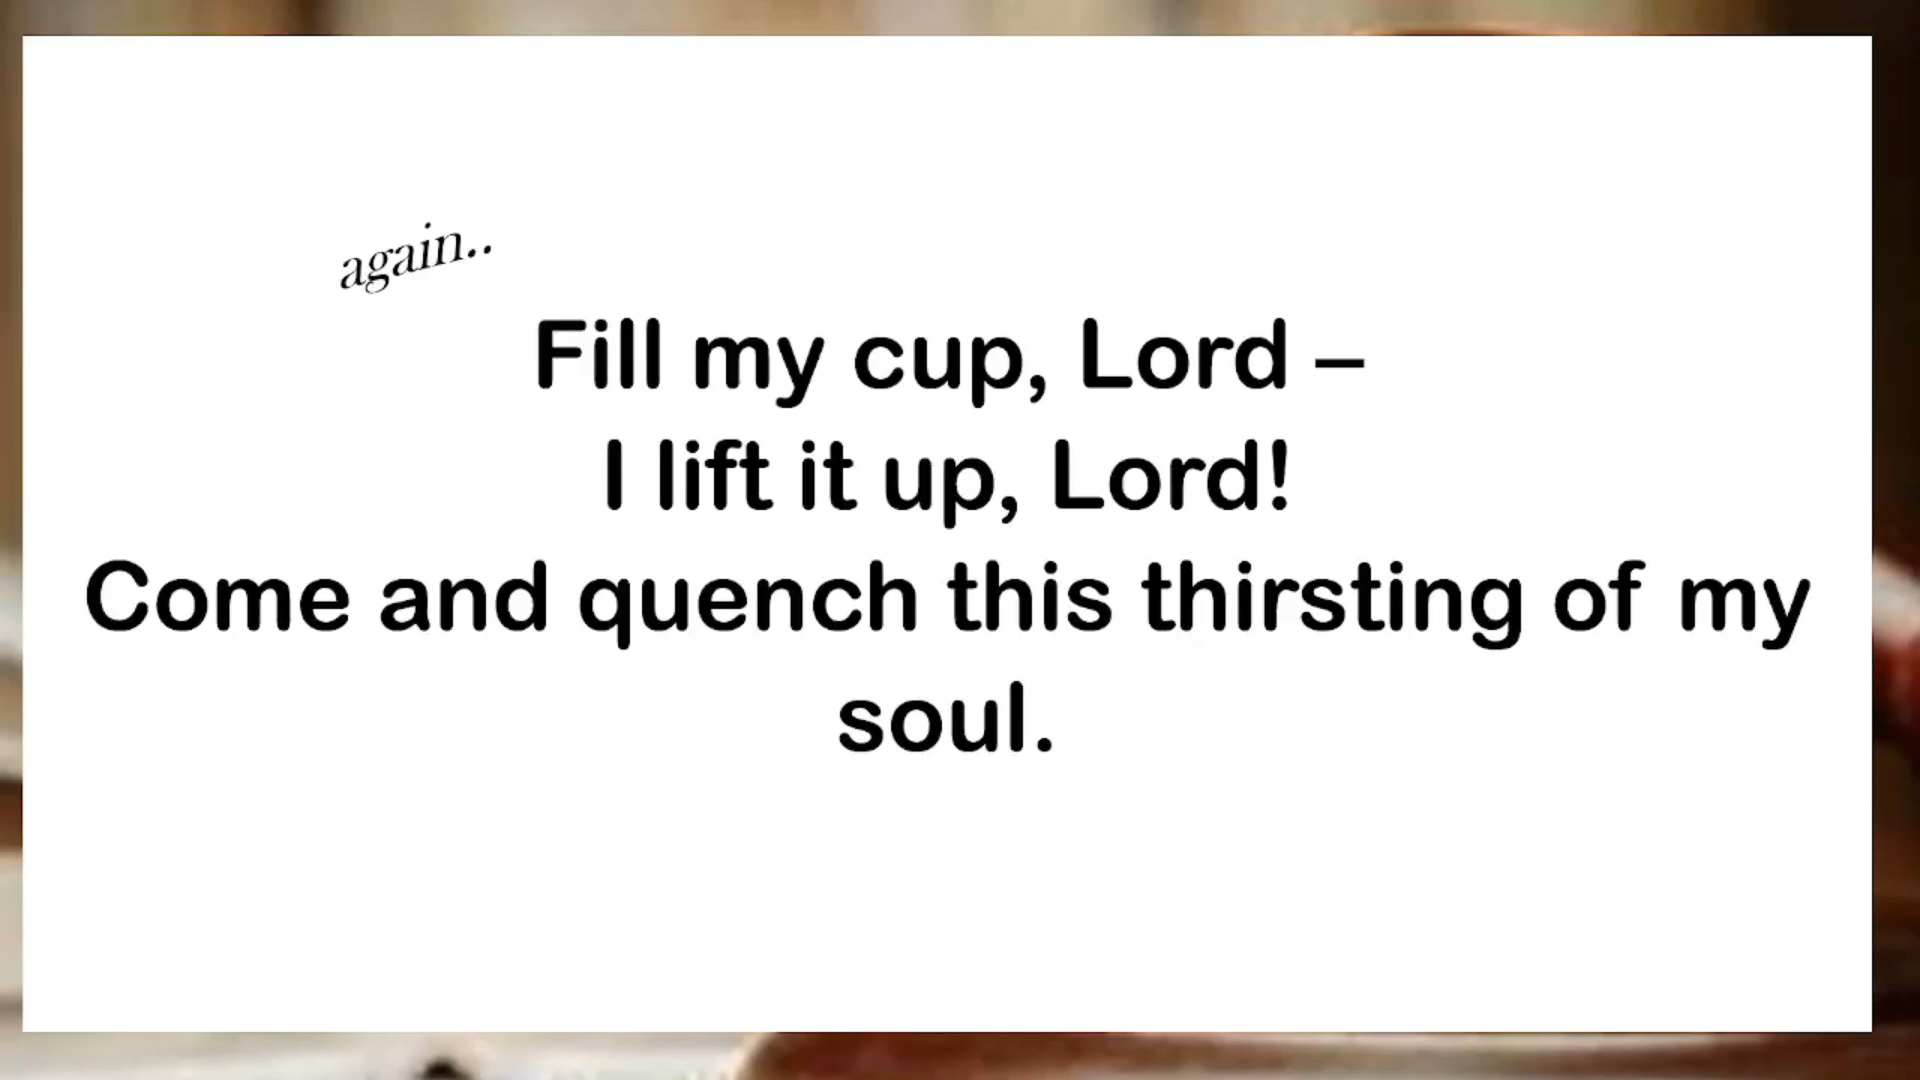 again..
Fill my cup, Lord –
I lift it up, Lord!
Come and quench this thirsting of my
soul.